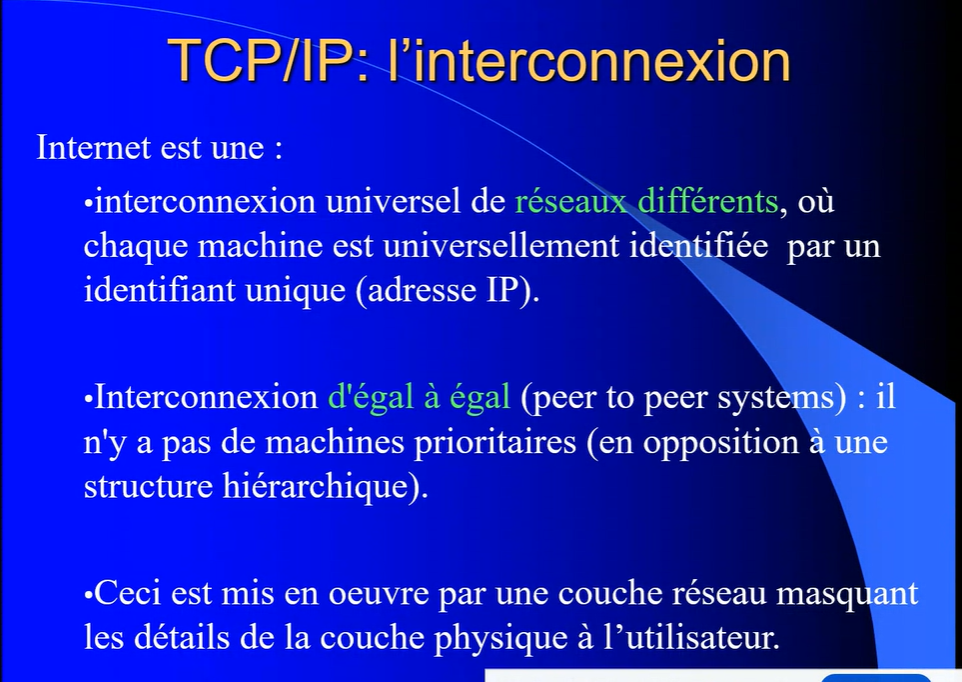 TCP/IP: l’interconnexion
Internet est une :
•interconnexion universel de réseaux différents, où
chaque machine est universellement identifiée par un
identifiant unique (adresse IP).
•Interconnexion d'égal à égal (peer to peer systems) : il
n'y a pas de machines prioritaires (en opposition à une
structure hiérarchique).
•Ceci est mis en oeuvre par une couche réseau masquant
les détails de la couche physique à l’utilisateur.